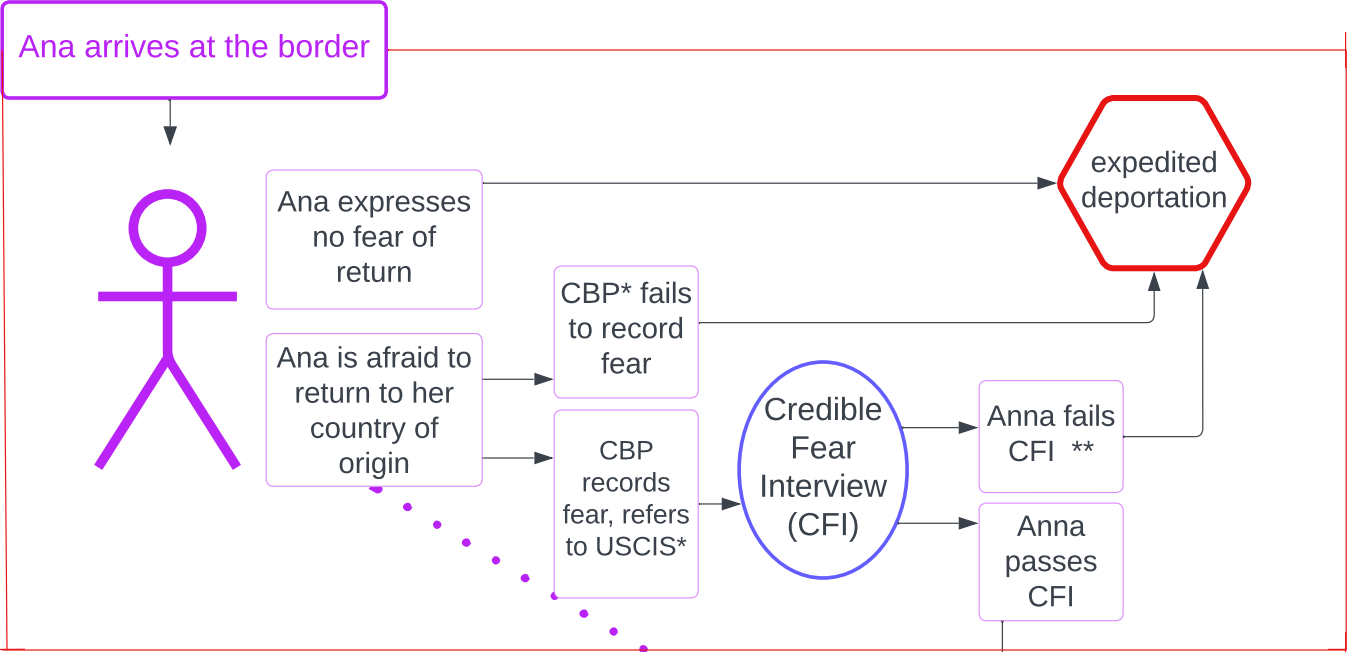 Ana arrives at the border
expedited
deportation
Ana expresses
no fear of
return
CBP* fails
to record
fear
Ana is afraid to
return to her
country of
origin
CBP
records
fear, refers
to USCIS*
Credible
Fear
Interview
(CFI)
Anna fails
CFI  **
Anna
passes
CFI